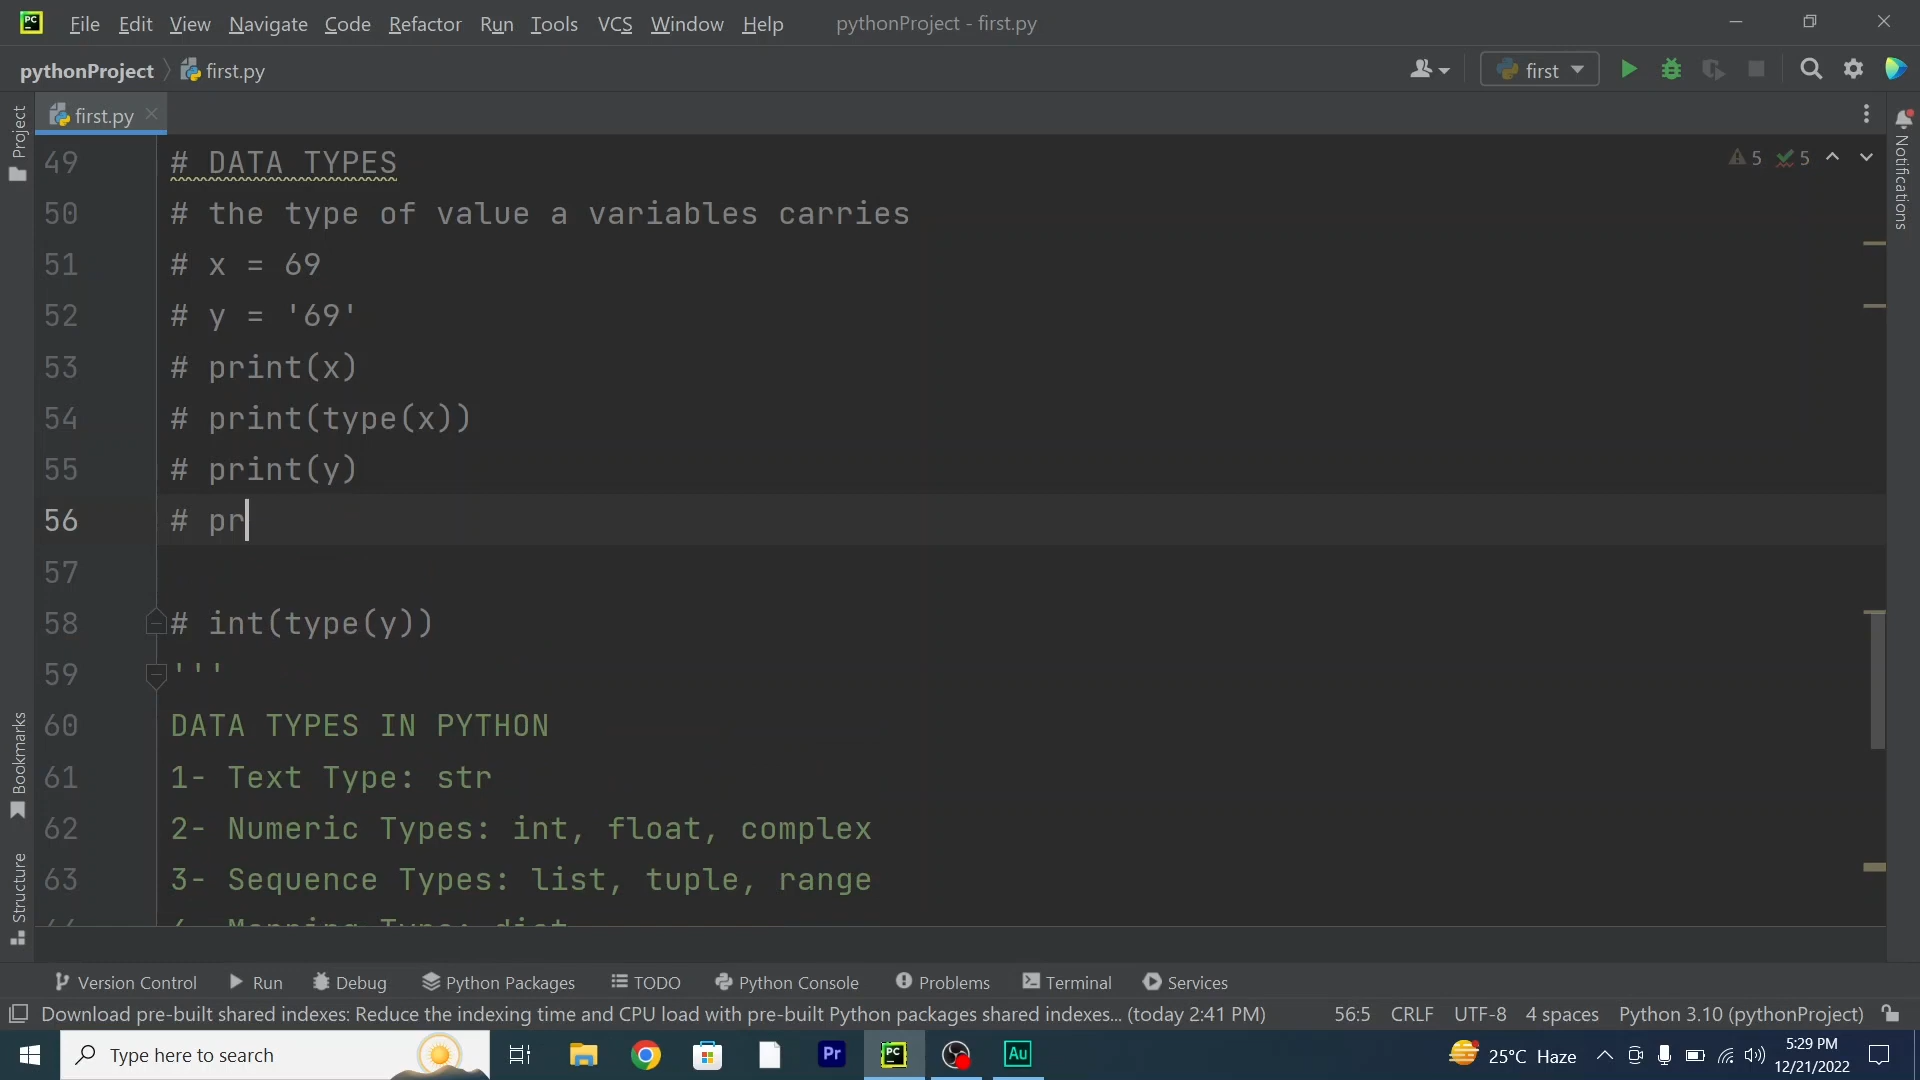 File Edit View Navigate Code Refactor Run Tools VCS Window Help pythonProject - first.py
pythonProject first.py first
first.py
Project
Notifications
5 5
49 # DATA TYPES
50 # the type of value a variables carries
51 # x = 69
52 # y = '69'
53 # print(x)
54 # print(type(x))
55 # print(y)
56 # pr
57
58 # int(type(y))
59 '''
60 DATA TYPES IN PYTHON
61 1- Text Type: str
62 2- Numeric Types: int, float, complex
63 3- Sequence Types: list, tuple, range
Bookmarks
Structure
Version Control Run Debug Python Packages TODO Python Console Problems Terminal Services
Download pre-built shared indexes: Reduce the indexing time and CPU load with pre-built Python packages shared indexes... (today 2:41 PM) 56:5 CRLF UTF-8 4 spaces Python 3.10 (pythonProject)
Type here to search Pr PC Au 25°C Haze 5:29 PM
12/21/2022